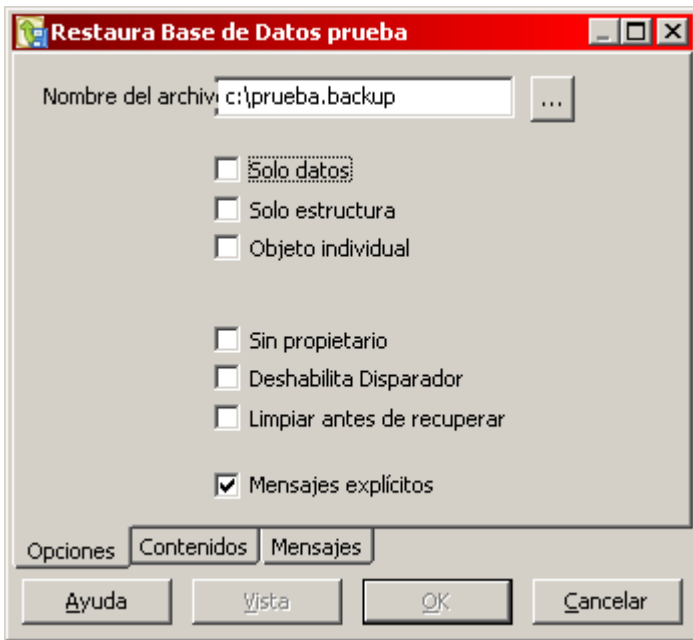 Restaura Base de Datos prueba
Nombre del archivo c:\prueba.backup ...
Solo datos
Solo estructura
Objeto individual
Sin propietario
Deshabilita Disparador
Limpiar antes de recuperar
Mensajes explícitos
Opciones Contenidos Mensajes
Ayuda Vista OK Cancelar